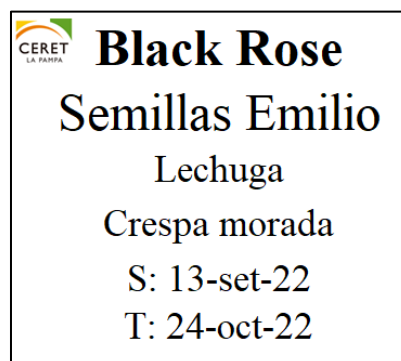 CERET
LA PAMPA
Black Rose
Semillas Emilio
Lechuga
Crespa morada
S: 13-set-22
T: 24-oct-22